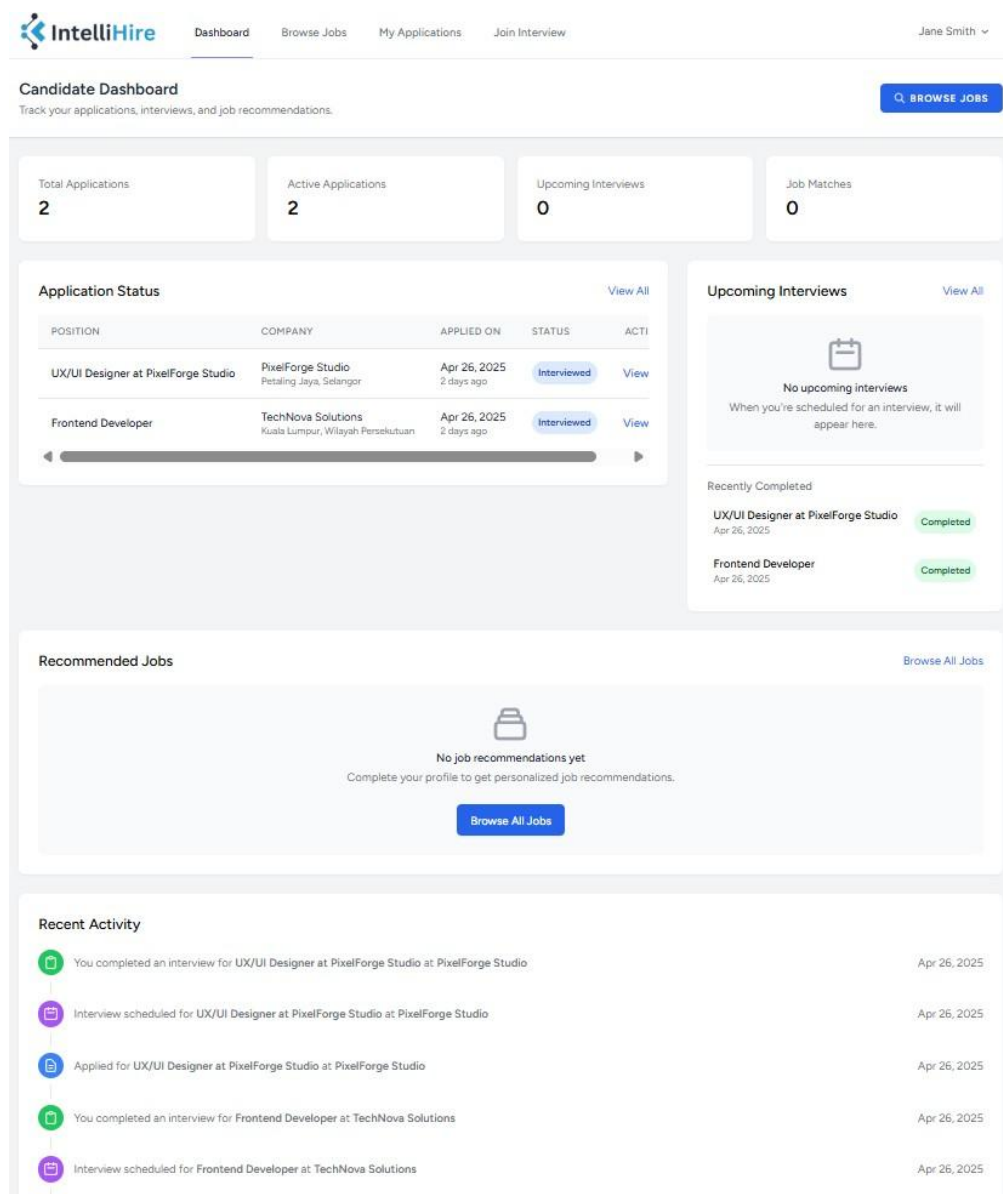 IntelliHire
Dashboard Browse Jobs My Applications Join Interview Jane Smith
Candidate Dashboard
Track your applications, interviews, and job recommendations.
BROWSE JOBS
Total Applications
2
Active Applications
2
Upcoming Interviews
0
Job Matches
0
Application Status View All
POSITION COMPANY APPLIED ON STATUS ACTI
UX/UI Designer at PixelForge Studio PixelForge Studio Apr 26, 2025 Interviewed View
Petaling Jaya, Selangor 2 days ago
Frontend Developer TechNova Solutions Apr 26, 2025 Interviewed View
Kuala Lumpur, Wilayah Persekutuan 2 days ago
Upcoming Interviews View All
No upcoming interviews
When you're scheduled for an interview, it will
appear here.
Recently Completed
UX/UI Designer at PixelForge Studio Completed
Apr 26, 2025
Frontend Developer Completed
Apr 26, 2025
Recommended Jobs Browse All Jobs
No job recommendations yet
Complete your profile to get personalized job recommendations.
Browse All Jobs
Recent Activity
You completed an interview for UX/UI Designer at PixelForge Studio at PixelForge Studio Apr 26, 2025
Interview scheduled for UX/UI Designer at PixelForge Studio at PixelForge Studio Apr 26, 2025
Applied for UX/UI Designer at PixelForge Studio at PixelForge Studio Apr 26, 2025
You completed an interview for Frontend Developer at TechNova Solutions Apr 26, 2025
Interview scheduled for Frontend Developer at TechNova Solutions Apr 26, 2025